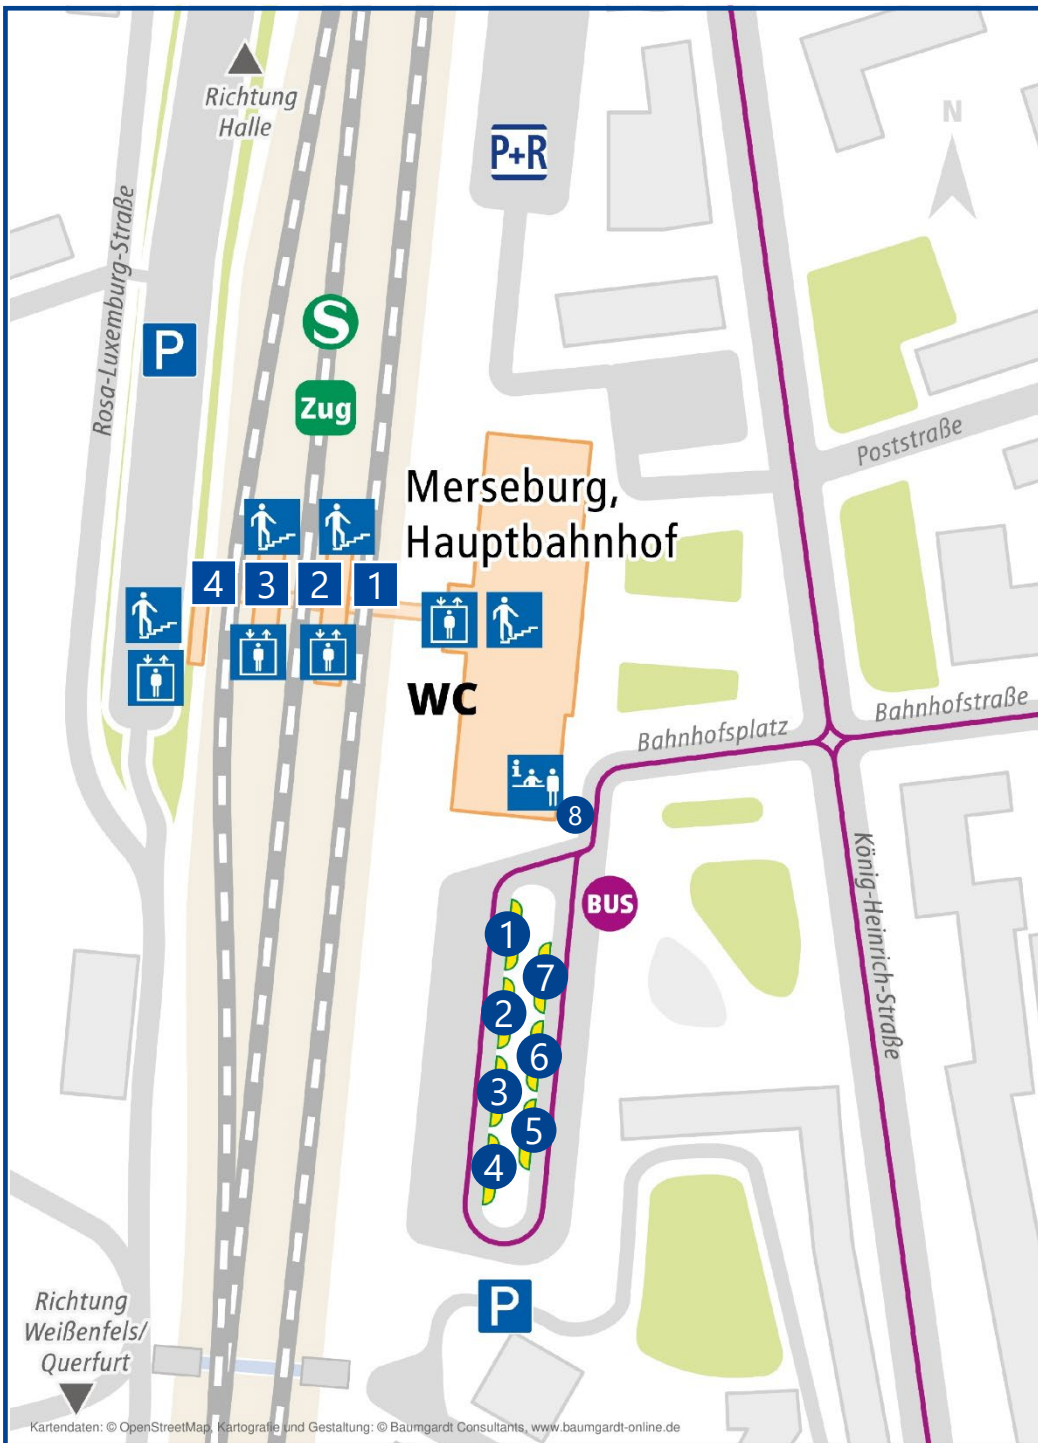 Richtung
Halle
N
P+R
Rosa-Luxemburg-Straße
S
P
Zug
Poststraße
Merseburg,
Hauptbahnhof
4
3
2
1
WC
Bahnhofstraße
Bahnhofsplatz
i
8
König-Heinrich-Straße
BUS
1
7
2
6
3
5
4
P
Richtung
Weißenfels/
Querfurt
Kartendaten: © OpenStreetMap, Kartografie und Gestaltung: © Baumgardt Consultants, www.baumgardt-online.de